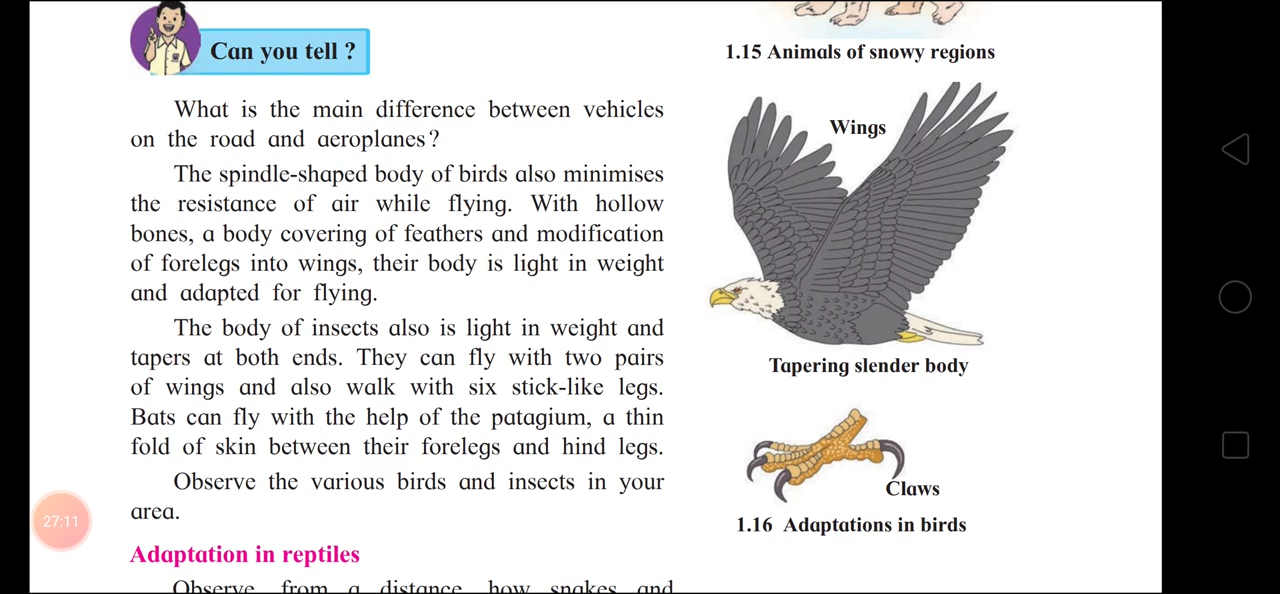 Can you tell ?
What is the main difference between vehicles
on the road and aeroplanes?
The spindle-shaped body of birds also minimises
the resistance of air while flying. With hollow
bones, a body covering of feathers and modification
of forelegs into wings, their body is light in weight
and adapted for flying.
The body of insects also is light in weight and
tapers at both ends. They can fly with two pairs
of wings and also walk with six stick-like legs.
Bats can fly with the help of the patagium, a thin
fold of skin between their forelegs and hind legs.
Observe the various birds and insects in your
area.
27:11
Adaptation in reptiles
Observe from a distance how snakes and
1.15 Animals of snowy regions
Wings
Tapering slender body
Claws
1.16 Adaptations in birds